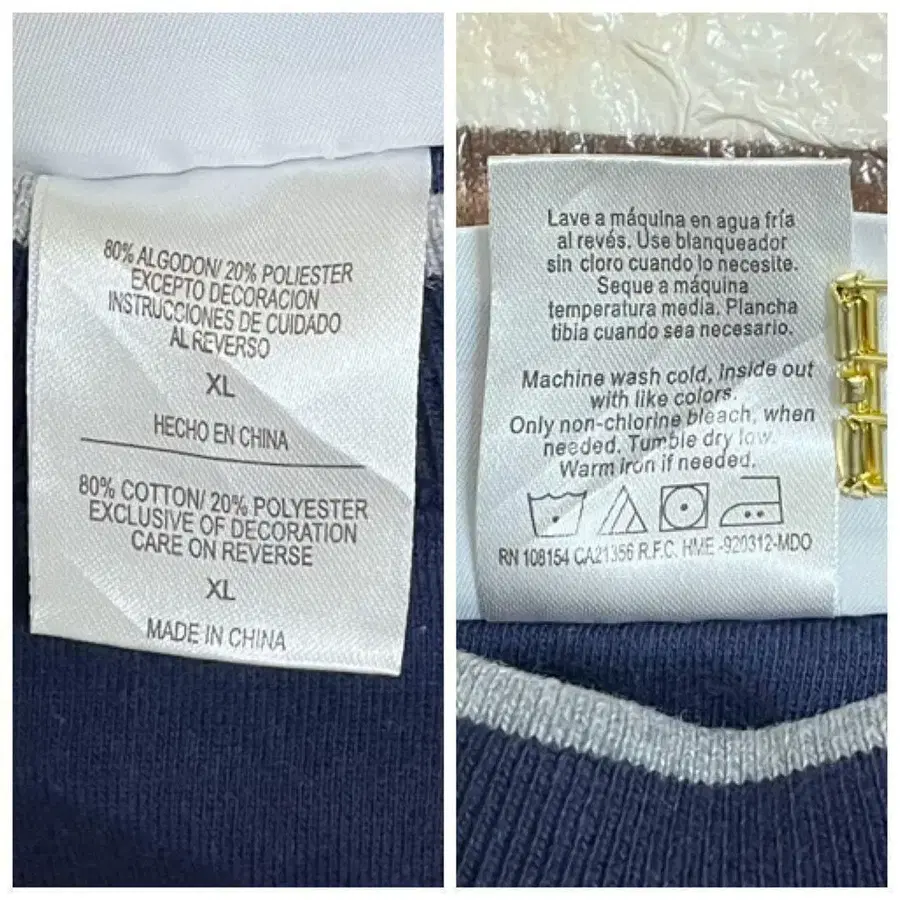 80% ALGODON/ 20% POLIESTER
EXCEPTO DECORACION
INSTRUCCIONES DE CUIDADO
AL REVERSO
XL
HECHO EN CHINA
80% COTTON/ 20% POLYESTER
EXCLUSIVE OF DECORATION
CARE ON REVERSE
XL
MADE IN CHINA
Lave a máquina en agua fría
al revés. Use blanqueador
sin cloro cuando lo necesite.
Seque a máquina
temperatura media. Plancha
tibia cuando sea necesario.
Machine wash cold, inside out
with like colors.
Only non-chlorine bleach, when
needed. Tumble dry low.
Warm iron if needed.
RN 108154 CA21356 R.F.C. HME -920312-MDO